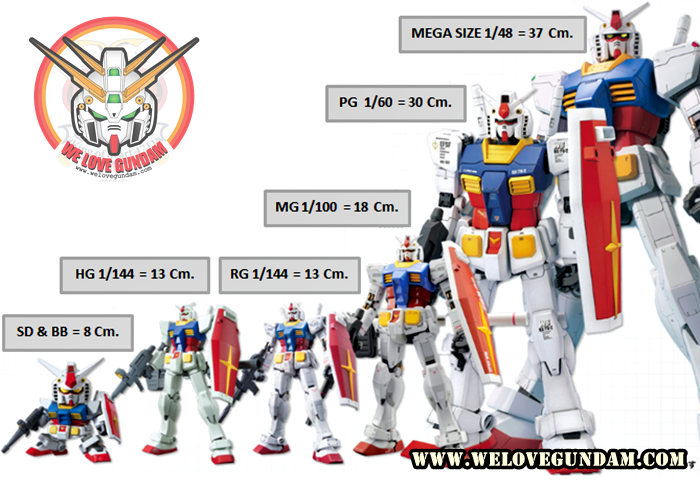 MEGA SIZE 1/48 = 37 Cm.
PG 1/60 = 30 Cm.
WE LOVE GUNDAM
www.welovegundam.com
MG 1/100 = 18 Cm.
HG 1/144 = 13 Cm.
RG 1/144 = 13 Cm.
SD & BB = 8 Cm.
WWW.WELOVEGUNDAM.COM